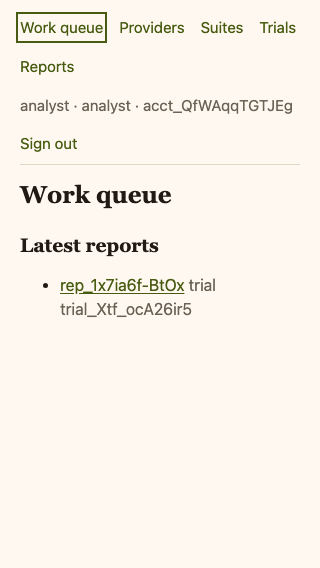 Work queue Providers Suites Trials
Reports
analyst · analyst · acct_QfWAqqTGTJEg
Sign out
Work queue
Latest reports
rep_1x7ia6f-BtOx trial
trial_Xtf_ocA26ir5